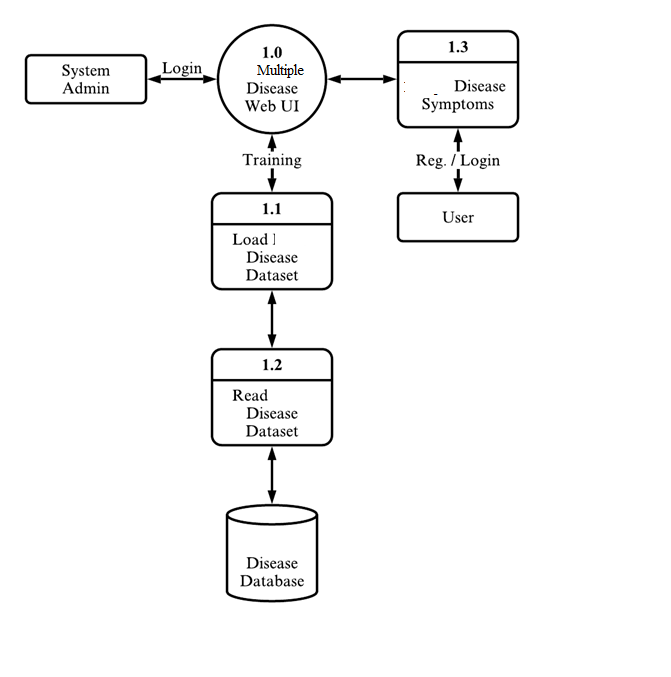 System
Admin
Login
1.0
Multiple
Disease
Web UI
1.3
Disease
Symptoms
Training
Reg. / Login
1.1
Load
Disease
Dataset
User
1.2
Read
Disease
Dataset
Disease
Database